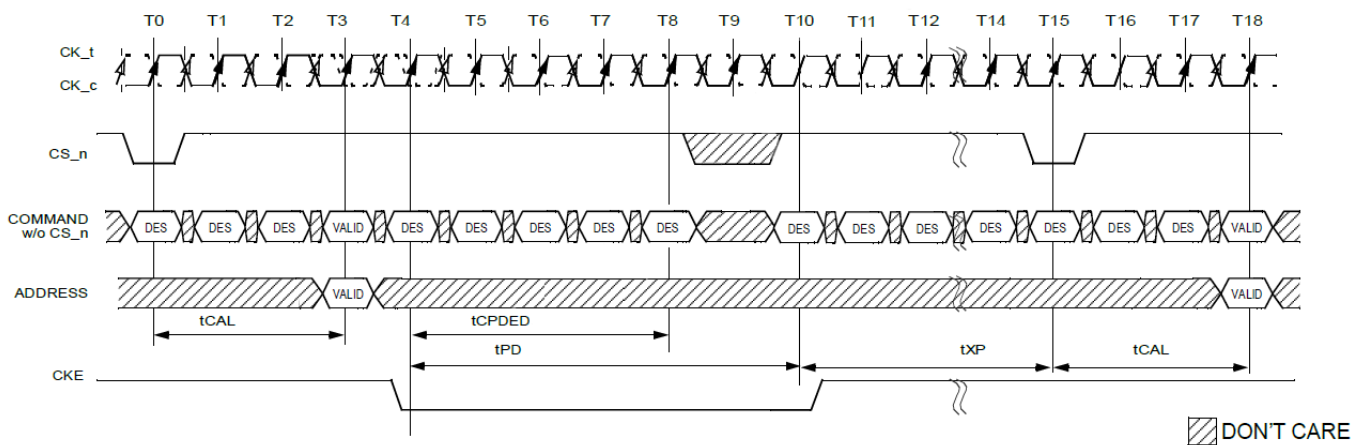 T0 T1 T2 T3 T4 T5 T6 T7 T8 T9 T10 T11 T12 T14 T15 T16 T17 T18
CK_t
CK_c
CS_n
COMMAND
w/o CS_n
DES DES DES VALID DES DES DES DES DES DES DES DES DES DES DES DES VALID
ADDRESS
VALID VALID
tCAL tCPDED
tPD tXP tCAL
CKE
DON'T CARE